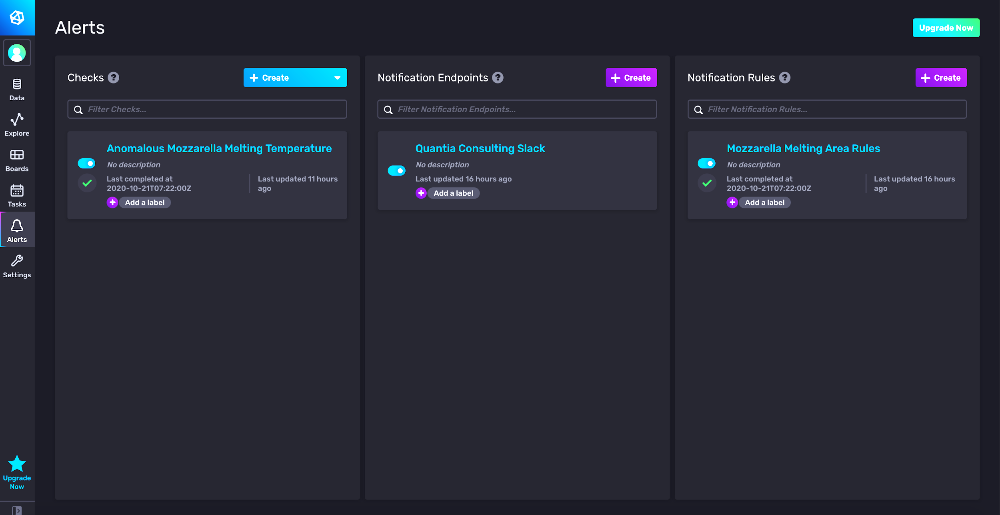 Alerts
Upgrade Now
Data
Explore
Boards
Tasks
Alerts
Settings
Upgrade
Now
Checks ?
+ Create
Filter Checks...
Anomalous Mozzarella Melting Temperature
No description
Last completed at
2020-10-21T07:22:00Z
Last updated 11 hours
ago
+ Add a label
Notification Endpoints ?
+ Create
Filter Notification Endpoints...
Quantia Consulting Slack
No description
Last updated 16 hours ago
+ Add a label
Notification Rules ?
+ Create
Filter Notification Rules...
Mozzarella Melting Area Rules
No description
Last completed at
2020-10-21T07:22:00Z
Last updated 16 hours
ago
+ Add a label